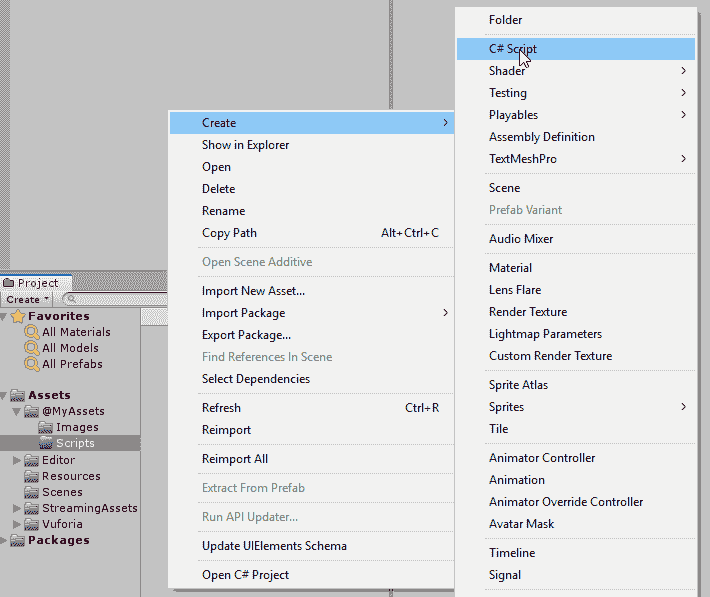 Project
Create
Favorites
All Materials
All Models
All Prefabs
Assets
@MyAssets
Images
Scripts
Editor
Resources
Scenes
StreamingAssets
Vuforia
Packages
Create
Show in Explorer
Open
Delete
Rename
Copy Path Alt+Ctrl+C
Open Scene Additive
Import New Asset...
Import Package
Export Package...
Find References In Scene
Select Dependencies
Refresh Ctrl+R
Reimport
Reimport All
Extract From Prefab
Run API Updater...
Update UIElements Schema
Open C# Project
Folder
C# Script
Shader
Testing
Playables
Assembly Definition
TextMeshPro
Scene
Prefab Variant
Audio Mixer
Material
Lens Flare
Render Texture
Lightmap Parameters
Custom Render Texture
Sprite Atlas
Sprites
Tile
Animator Controller
Animation
Animator Override Controller
Avatar Mask
Timeline
Signal